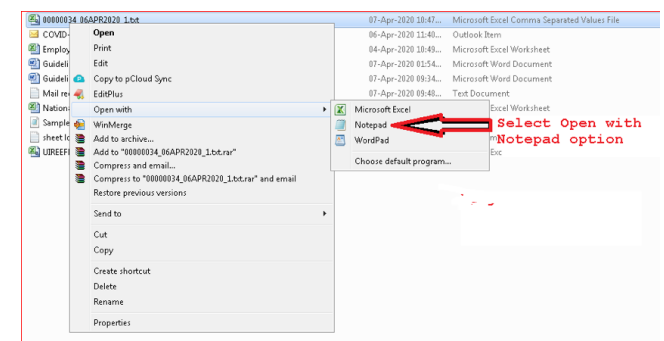 00000034_06APR2020_1.txt 07-Apr-2020 10:47... Microsoft Excel Comma Separated Values File
COVID- 06-Apr-2020 11:40... Outlook Item
Employ 04-Apr-2020 10:49... Microsoft Excel Worksheet
Guideli 07-Apr-2020 01:54... Microsoft Word Document
Guideli 07-Apr-2020 09:34... Microsoft Word Document
Mail re 07-Apr-2020 09:48... Text Document
Nation Excel Worksheet
Sample
sheet lo
UIREEFI Exc
Open
Print
Edit
Copy to pCloud Sync
EditPlus
Open with
WinMerge
Add to archive...
Add to "00000034_06APR2020_1.txt.rar"
Compress and email...
Compress to "00000034_06APR2020_1.txt.rar" and email
Restore previous versions
Send to
Cut
Copy
Create shortcut
Delete
Rename
Properties
Microsoft Excel
Notepad
WordPad
Choose default program...
Select Open with
Notepad option